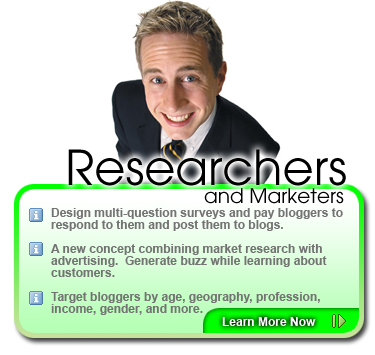 Researchers
and Marketers
Design multi-question surveys and pay bloggers to
respond to them and post them to blogs.
A new concept combining market research with
advertising.  Generate buzz while learning about
customers.
Target bloggers by age, geography, profession,
income, gender, and more.
Learn More Now